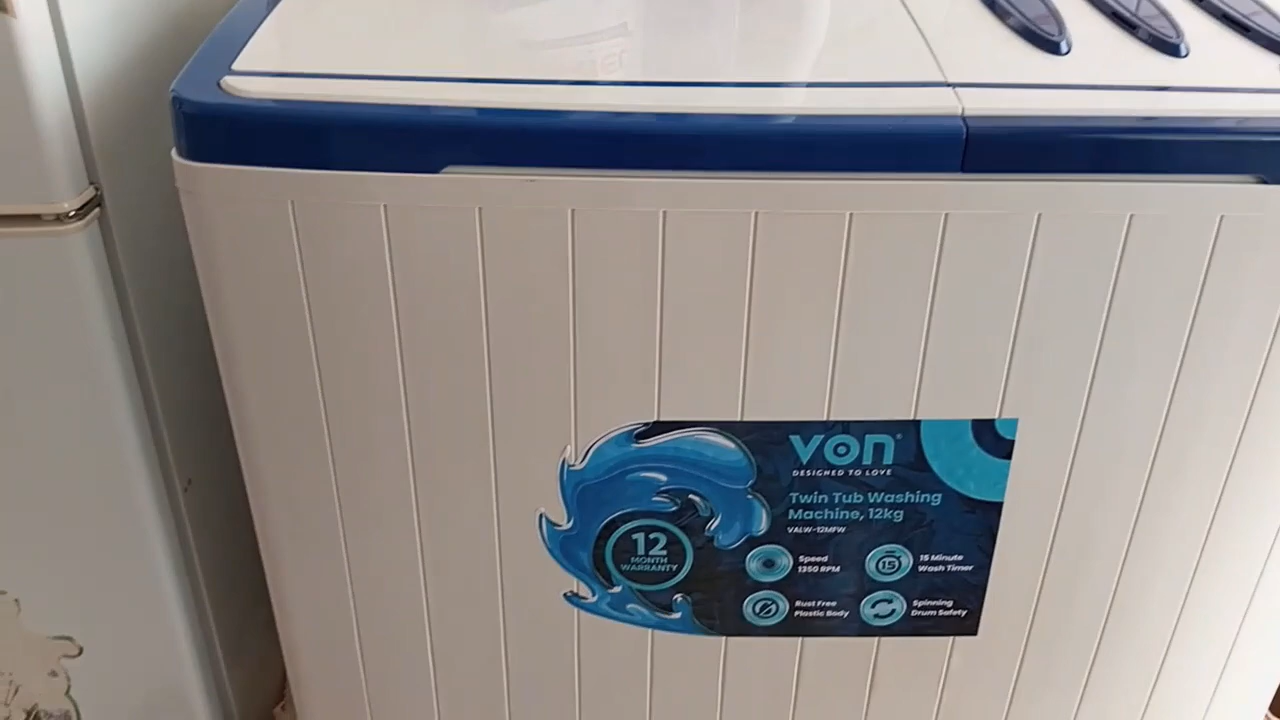 von
DESIGNED TO LOVE
Twin Tub Washing
Machine, 12kg
VALW-12MFW
12
MONTH
WARRANTY
Speed
1350 RPM
15
15 Minute
Wash Timer
Rust Free
Plastic Body
Spinning
Drum Safety